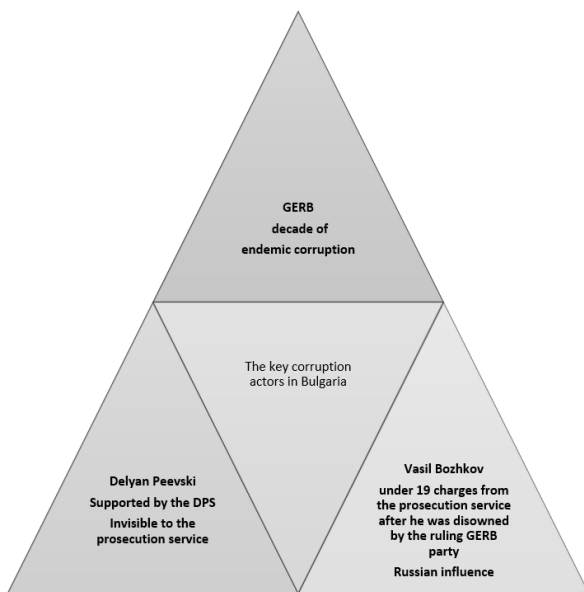 GERB
decade of
endemic corruption
The key corruption
actors in Bulgaria
Delyan Peevski
Supported by the DPS
Invisible to the
prosecution service
Vasil Bozhkov
under 19 charges from
the prosecution service
after he was disowned
by the ruling GERB
party
Russian influence